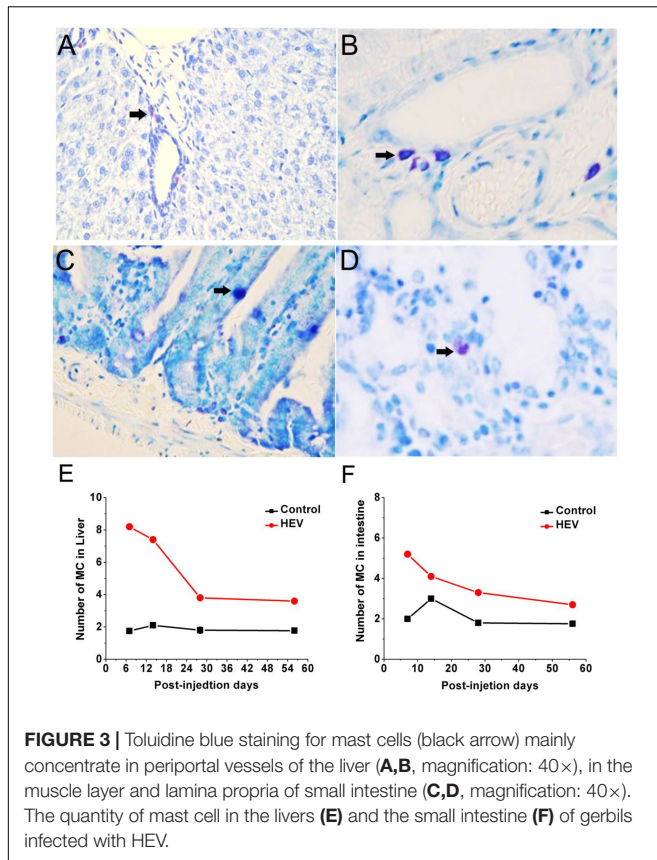 A
B
C
D
E
F
10
8
6
4
2
0
Number of MC in Liver
Control
HEV
0 6 12 18 24 30 36 42 48 54 60
Post-injedtion days
8
6
4
2
0
Number of MC in intestine
Control
HEV
0 10 20 30 40 50 60
Post-injetion days
FIGURE 3 | Toluidine blue staining for mast cells (black arrow) mainly
concentrate in periportal vessels of the liver (A,B, magnification: 40×), in the
muscle layer and lamina propria of small intestine (C,D, magnification: 40×).
The quantity of mast cell in the livers (E) and the small intestine (F) of gerbils
infected with HEV.